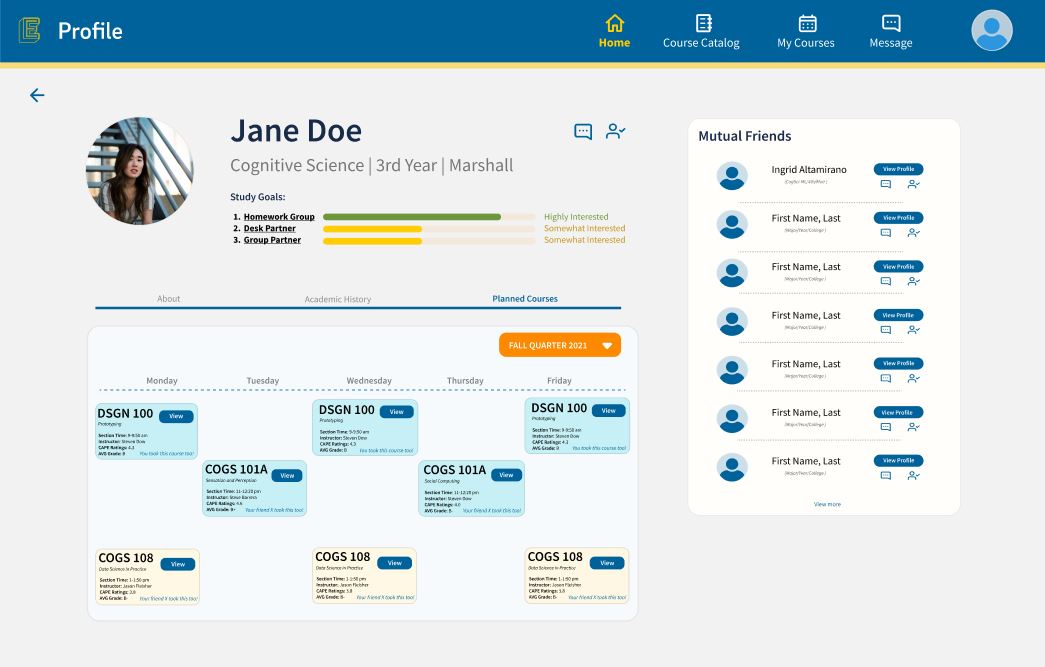 E
Profile
Home
Course Catalog
My Courses
Message
Jane Doe
Cognitive Science | 3rd Year | Marshall
Study Goals:
1. Homework Group
Highly Interested
2. Desk Partner
Somewhat Interested
3. Group Partner
Somewhat Interested
About
Academic History
Planned Courses
FALL QUARTER 2021
Monday
Tuesday
Wednesday
Thursday
Friday
DSGN 100
View
Prototyping
Section Time: 9-9:50 am
Instructor: Steven Dow
CAPE Ratings: 4.3
AVG Grade: B
You took this course too!
DSGN 100
View
Prototyping
Section Time: 9-9:50 am
Instructor: Steven Dow
CAPE Ratings: 4.3
AVG Grade: B
You took this course too!
DSGN 100
View
Prototyping
Section Time: 9-9:50 am
Instructor: Steven Dow
CAPE Ratings: 4.3
AVG Grade: B
You took this course too!
COGS 101A
View
Sensation and Perception
Section Time: 11-12:20 pm
Instructor: Steve Barrera
CAPE Ratings: 4.6
AVG Grade: B+
Your friend X took this too!
COGS 101A
View
Social Computing
Section Time: 11-12:20 pm
Instructor: Steven Dow
CAPE Ratings: 4.0
AVG Grade: B-
Your friend X took this too!
COGS 108
View
Data Science in Practice
Section Time: 1-1:50 pm
Instructor: Jason Fleisher
CAPE Ratings: 3.8
AVG Grade: B-
Your friend X took this too!
COGS 108
View
Data Science in Practice
Section Time: 1-1:50 pm
Instructor: Jason Fleisher
CAPE Ratings: 3.8
AVG Grade: B-
Your friend X took this too!
COGS 108
View
Data Science in Practice
Section Time: 1-1:50 pm
Instructor: Jason Fleisher
CAPE Ratings: 3.8
AVG Grade: B-
Your friend X took this too!
Mutual Friends
Ingrid Altamirano
View Profile
First Name, Last
(Major/Year/College)
View Profile
First Name, Last
(Major/Year/College)
View Profile
First Name, Last
(Major/Year/College)
View Profile
First Name, Last
(Major/Year/College)
View Profile
First Name, Last
(Major/Year/College)
View Profile
First Name, Last
(Major/Year/College)
View Profile
View more